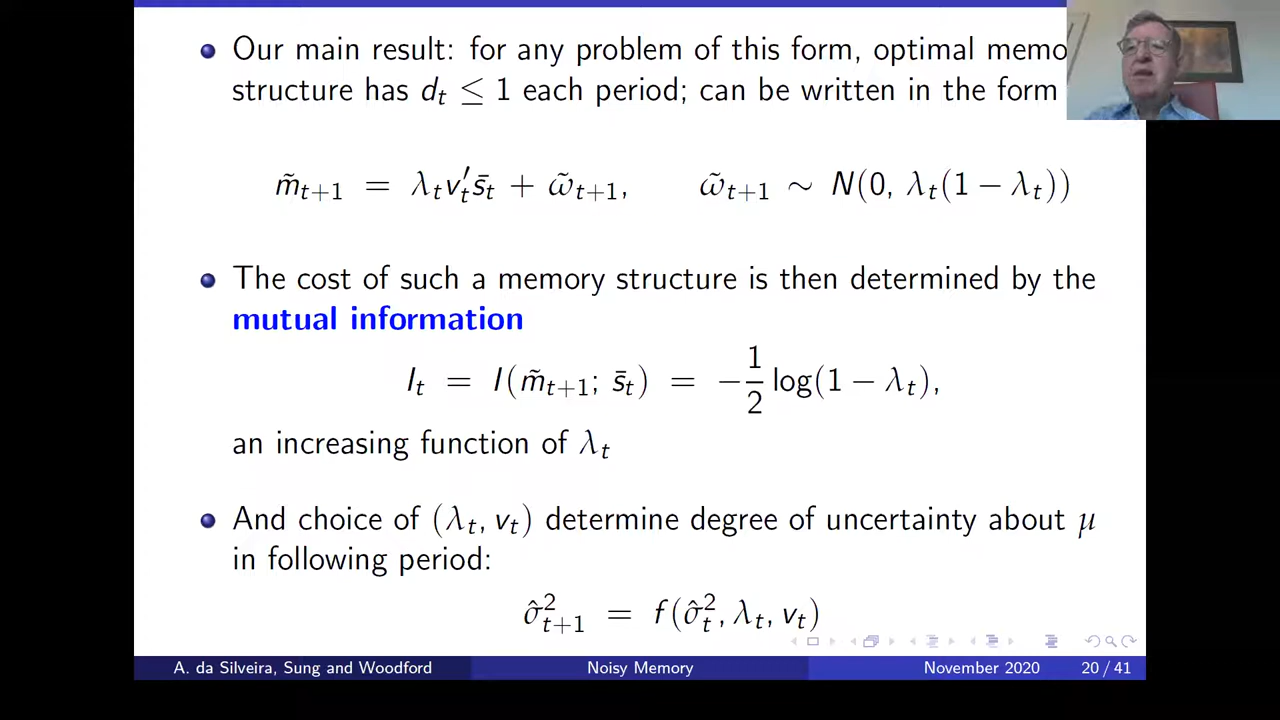 Our main result: for any problem of this form, optimal memo
structure has d_t ≤ 1 each period; can be written in the form
m̃_{t+1} = λ_t v′_t s̄_t + ω̃_{t+1},   ω̃_{t+1} ∼ N(0, λ_t(1 − λ_t))
The cost of such a memory structure is then determined by the
mutual information
I_t = I(m̃_{t+1}; s̄_t) = −1/2 log(1 − λ_t),
an increasing function of λ_t
And choice of (λ_t, v_t) determine degree of uncertainty about μ
in following period:
σ̂²_{t+1} = f(σ̂²_t, λ_t, v_t)
A. da Silveira, Sung and Woodford   Noisy Memory   November 2020   20 / 41